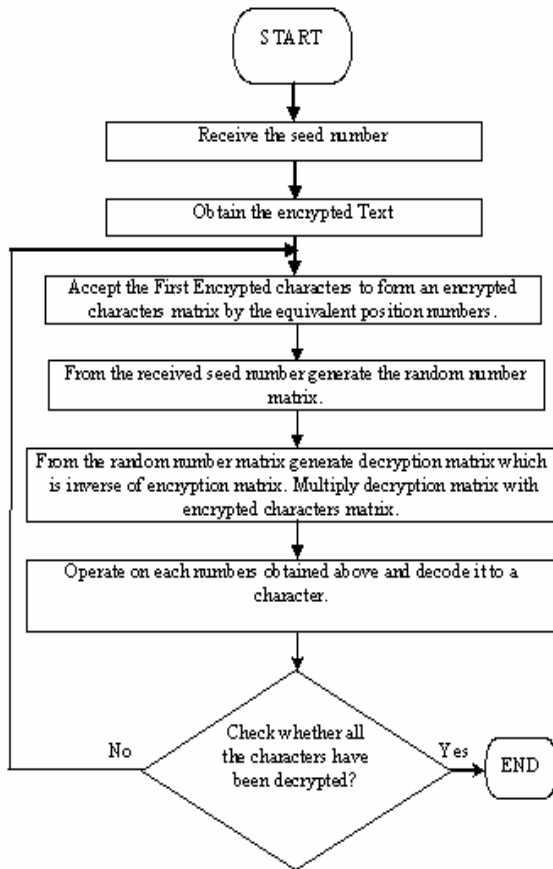 START
Receive the seed number
Obtain the encrypted Text
Accept the First Encrypted characters to form an encrypted
characters matrix by the equivalent position numbers.
From the received seed number generate the random number
matrix.
From the random number matrix generate decryption matrix which
is inverse of encryption matrix. Multiply decryption matrix with
encrypted characters matrix.
Operate on each numbers obtained above and decode it to a
character.
Check whether all
the characters have
been decrypted?
No
Yes
END